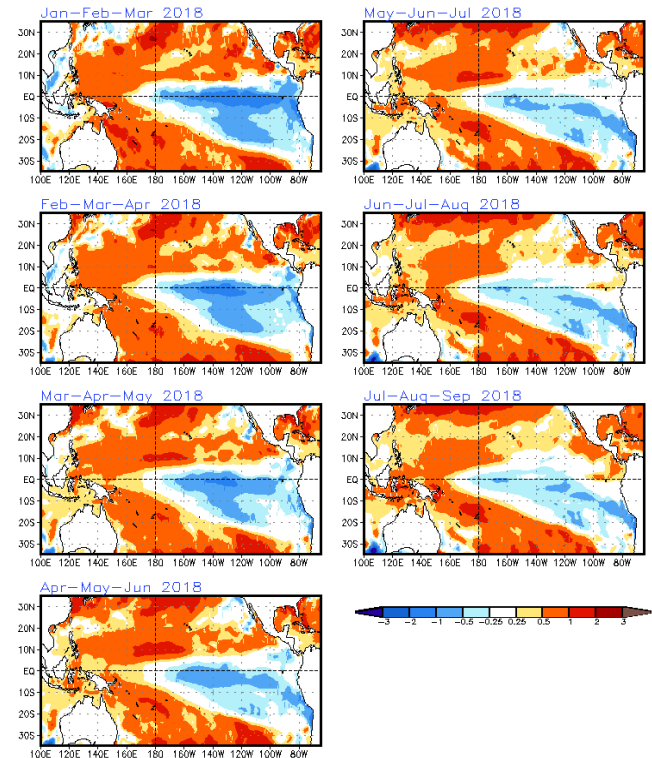 Jan-Feb-Mar 2018
30N
20N
10N
EQ
10S
20S
30S
100E 120E 140E 160E 180 160W 140W 120W 100W 80W
Feb-Mar-Apr 2018
30N
20N
10N
EQ
10S
20S
30S
100E 120E 140E 160E 180 160W 140W 120W 100W 80W
Mar-Apr-May 2018
30N
20N
10N
EQ
10S
20S
30S
100E 120E 140E 160E 180 160W 140W 120W 100W 80W
Apr-May-Jun 2018
30N
20N
10N
EQ
10S
20S
30S
100E 120E 140E 160E 180 160W 140W 120W 100W 80W
May-Jun-Jul 2018
30N
20N
10N
EQ
10S
20S
30S
100E 120E 140E 160E 180 160W 140W 120W 100W 80W
Jun-Jul-Aug 2018
30N
20N
10N
EQ
10S
20S
30S
100E 120E 140E 160E 180 160W 140W 120W 100W 80W
Jul-Aug-Sep 2018
30N
20N
10N
EQ
10S
20S
30S
100E 120E 140E 160E 180 160W 140W 120W 100W 80W
-3 -2 -1 -0.5 -0.25 0.25 0.5 1 2 3